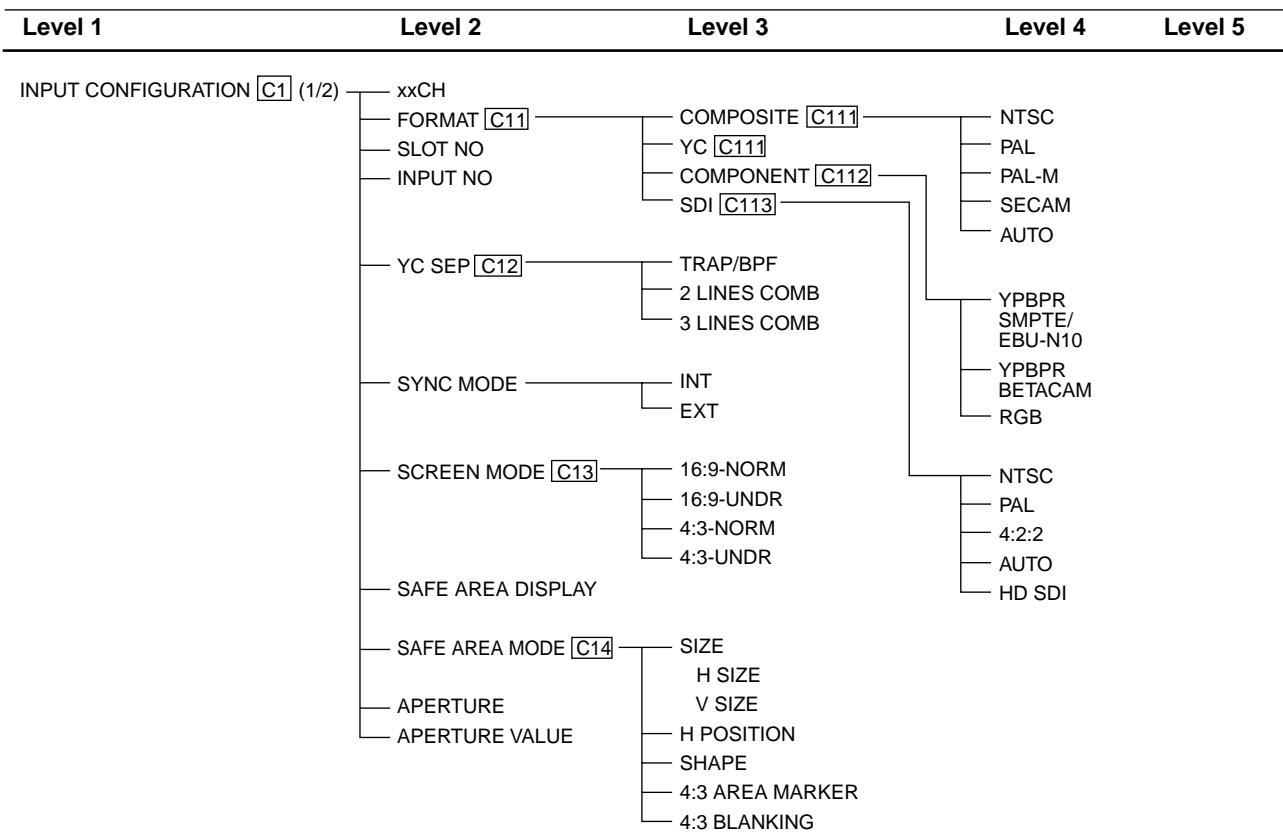 Level 1 Level 2 Level 3 Level 4 Level 5
INPUT CONFIGURATION C1 (1/2)
xxCH
FORMAT C11
SLOT NO
INPUT NO
YC SEP C12
SYNC MODE
SCREEN MODE C13
SAFE AREA DISPLAY
SAFE AREA MODE C14
APERTURE
APERTURE VALUE
COMPOSITE C111
YC C111
COMPONENT C112
SDI C113
TRAP/BPF
2 LINES COMB
3 LINES COMB
INT
EXT
16:9-NORM
16:9-UNDR
4:3-NORM
4:3-UNDR
SIZE
H SIZE
V SIZE
H POSITION
SHAPE
4:3 AREA MARKER
4:3 BLANKING
NTSC
PAL
PAL-M
SECAM
AUTO
YPBPR
SMPTE/
EBU-N10
YPBPR
BETACAM
RGB
NTSC
PAL
4:2:2
AUTO
HD SDI